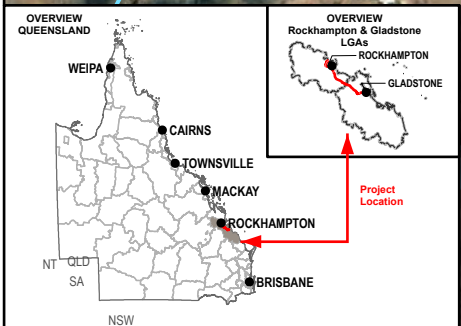 OVERVIEW
QUEENSLAND
WEIPA
CAIRNS
TOWNSVILLE
MACKAY
ROCKHAMPTON
BRISBANE
NT
QLD
SA
NSW
OVERVIEW
Rockhampton & Gladstone
LGAs
ROCKHAMPTON
GLADSTONE
Project
Location